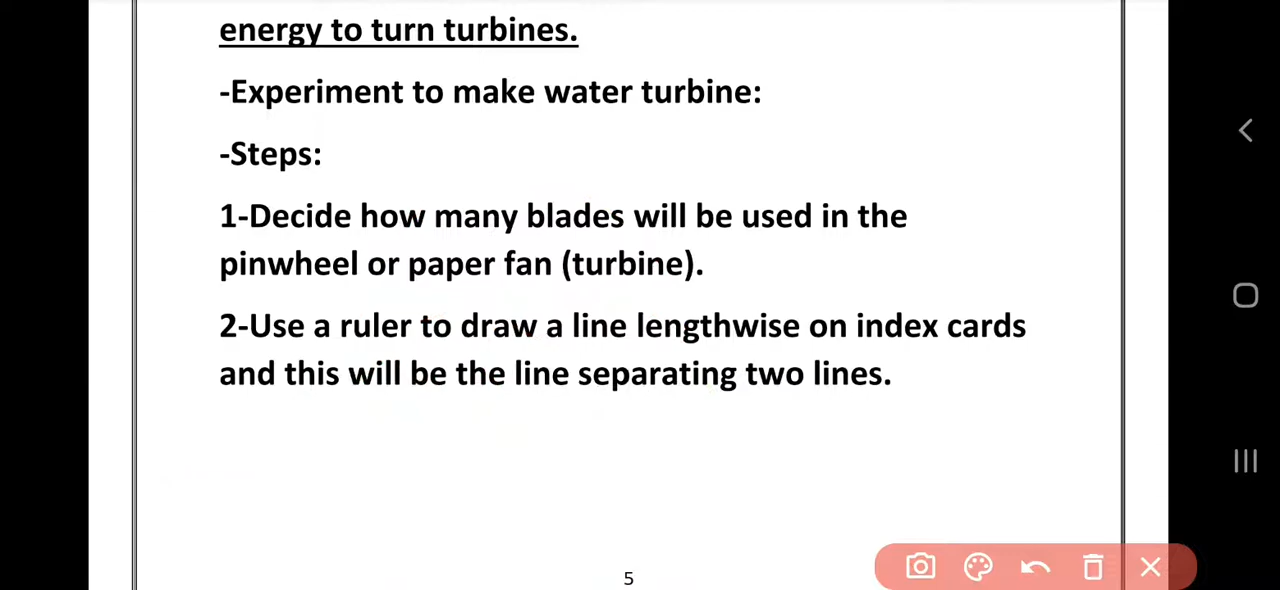 energy to turn turbines.
-Experiment to make water turbine:
-Steps:
1-Decide how many blades will be used in the
pinwheel or paper fan (turbine).
2-Use a ruler to draw a line lengthwise on index cards
and this will be the line separating two lines.
5